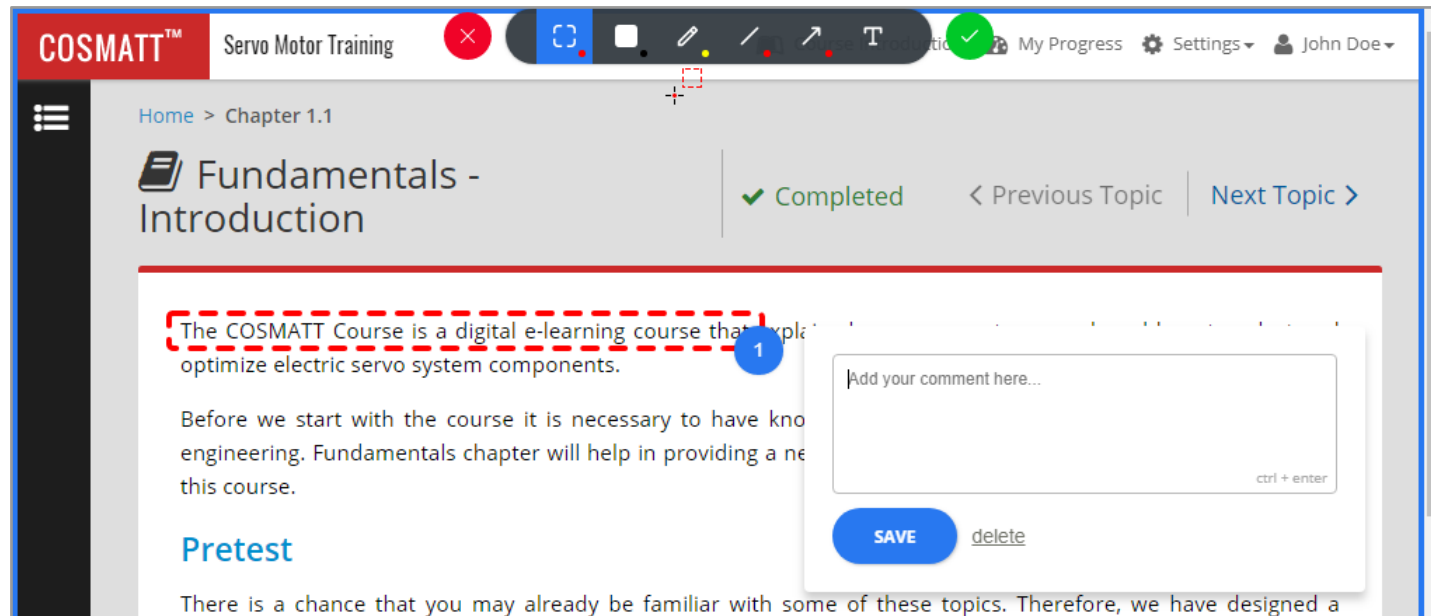 COSMATT™ Servo Motor Training T My Progress Settings John Doe
Home > Chapter 1.1
Fundamentals -
Introduction
Completed Previous Topic Next Topic
The COSMATT Course is a digital e-learning course that
1
optimize electric servo system components.
Add your comment here...
Before we start with the course it is necessary to have
engineering. Fundamentals chapter will help in providing a
this course.
ctrl + enter
SAVE delete
Pretest
There is a chance that you may already be familiar with some of these topics. Therefore, we have designed a